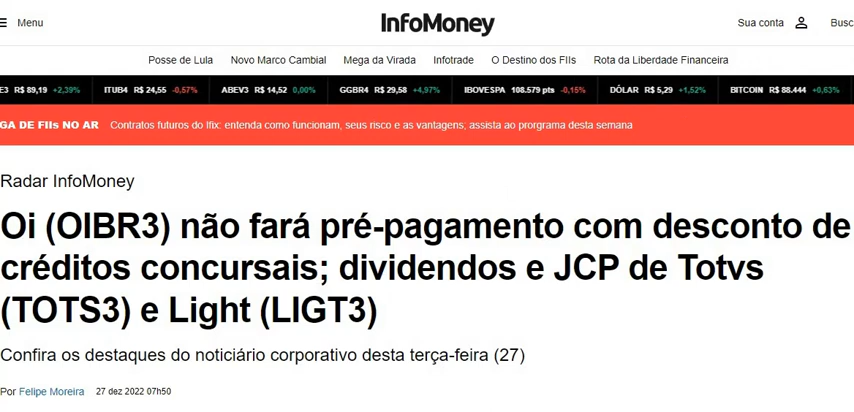 Menu
InfoMoney
Sua conta
Busc
Posse de Lula
Novo Marco Cambial
Mega da Virada
Infotrade
O Destino dos FIIs
Rota da Liberdade Financeira
E3 R$ 89,19 +2,39%
ITUB4 R$ 24,55 -0,57%
ABEV3 R$ 14,52 0,00%
GGBR4 R$ 29,58 +4,97%
IBOVESPA 108.579 pts -0,15%
DÓLAR R$ 5,29 +1,52%
BITCOIN R$ 88.444 +0,63%
GA DE FIIs NO AR Contratos futuros do Ifix: entenda como funcionam, seus risco e as vantagens; assista ao prorgrama desta semana
Radar InfoMoney
Oi (OIBR3) não fará pré-pagamento com desconto de
créditos concursais; dividendos e JCP de Totvs
(TOTS3) e Light (LIGT3)
Confira os destaques do noticiário corporativo desta terça-feira (27)
Por Felipe Moreira 27 dez 2022 07h50